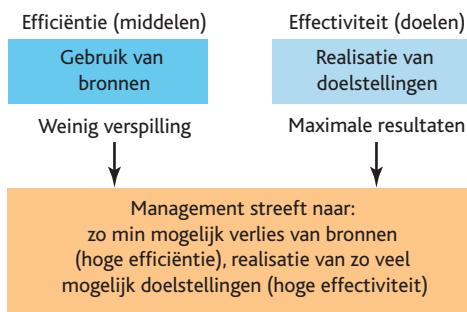 Efficiëntie (middelen)
Effectiviteit (doelen)
Gebruik van
bronnen
Realisatie van
doelstellingen
Weinig verspilling
Maximale resultaten
Management streeft naar:
zo min mogelijk verlies van bronnen
(hoge efficiëntie), realisatie van zo veel
mogelijk doelstellingen (hoge effectiviteit)